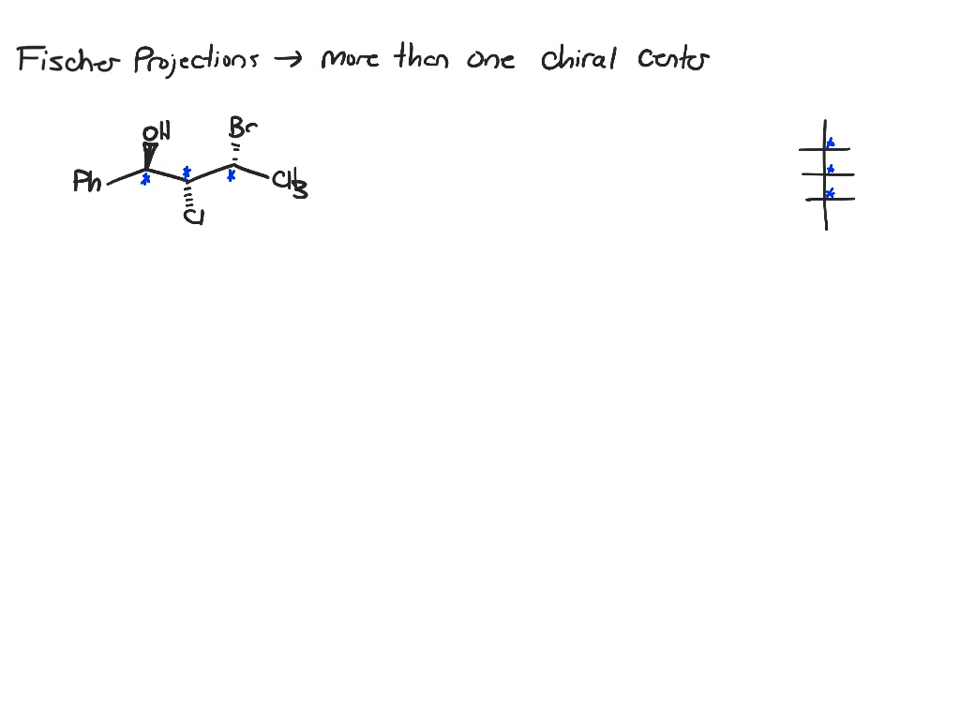 Fischer Projections → more than one chiral center
OH Br
Ph CH3
Cl